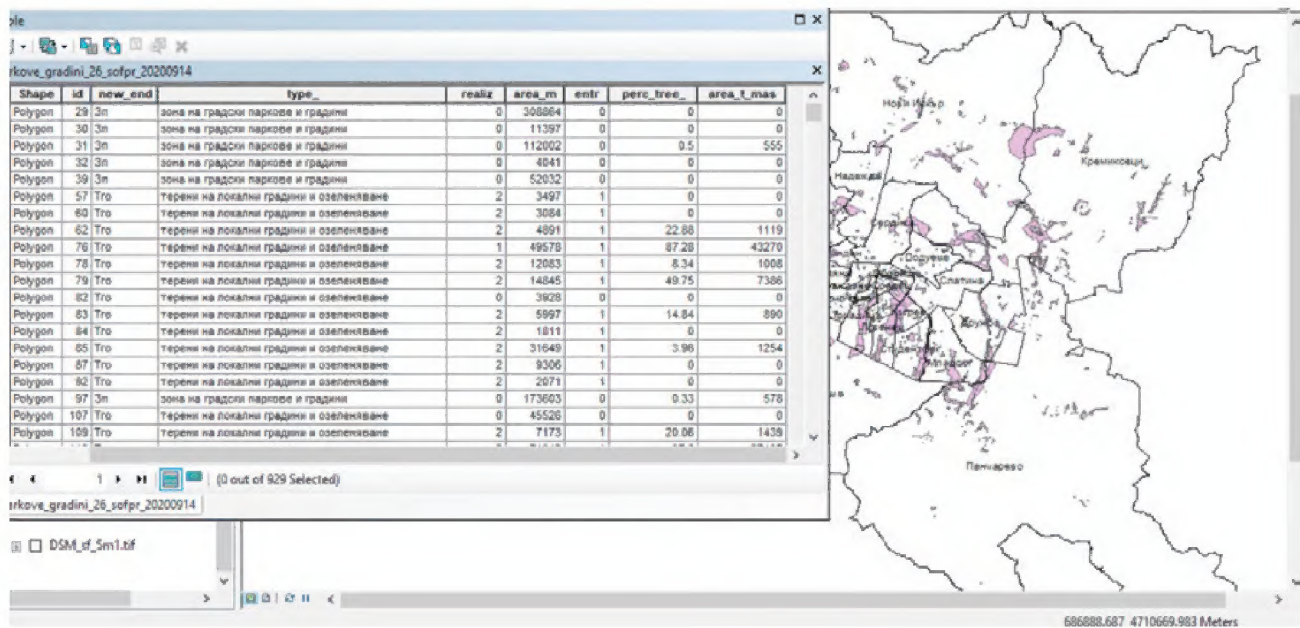 ole
rkove_gradini_26_sofpr_20200914
Shape id new_end type_ realiz area_m entr perc_tree_ area_t_mas
Polygon 29 Зп зона на градски паркове и градини 0 308864 0 0 0
Polygon 30 Зп зона на градски паркове и градини 0 11397 0 0 0
Polygon 31 Зп зона на градски паркове и градини 0 112002 0 0.5 555
Polygon 32 Зп зона на градски паркове и градини 0 4841 0 0 0
Polygon 39 Зп зона на градски паркове и градини 0 52032 0 0 0
Polygon 57 Тго терени на локални градини и озеленяване 2 3497 1 0 0
Polygon 60 Тго терени на локални градини и озеленяване 2 3084 1 0 0
Polygon 62 Тго терени на локални градини и озеленяване 2 4891 1 22.88 1119
Polygon 76 Тго терени на локални градини и озеленяване 1 49578 1 87.28 43270
Polygon 78 Тго терени на локални градини и озеленяване 2 12083 1 8.34 1008
Polygon 79 Тго терени на локални градини и озеленяване 2 14845 1 49.75 7386
Polygon 82 Тго терени на локални градини и озеленяване 0 3928 0 0 0
Polygon 83 Тго терени на локални градини и озеленяване 2 5997 1 14.84 890
Polygon 84 Тго терени на локални градини и озеленяване 2 1811 1 0 0
Polygon 85 Тго терени на локални градини и озеленяване 2 31649 1 3.96 1254
Polygon 87 Тго терени на локални градини и озеленяване 2 9306 1 0 0
Polygon 92 Тго терени на локални градини и озеленяване 2 2071 1 0 0
Polygon 97 Зп зона на градски паркове и градини 0 173603 0 0.33 578
Polygon 107 Тго терени на локални градини и озеленяване 0 45526 0 0 0
Polygon 109 Тго терени на локални градини и озеленяване 2 7173 1 20.06 1439
1 (0 out of 929 Selected)
arkove_gradini_26_sofpr_20200914
DSM_sf_5m1.tif
Нови Искър
Кремиковци
Надежда
Подуене
Слатина
Младост
Панчарево
686888.687 4710669.983 Meters